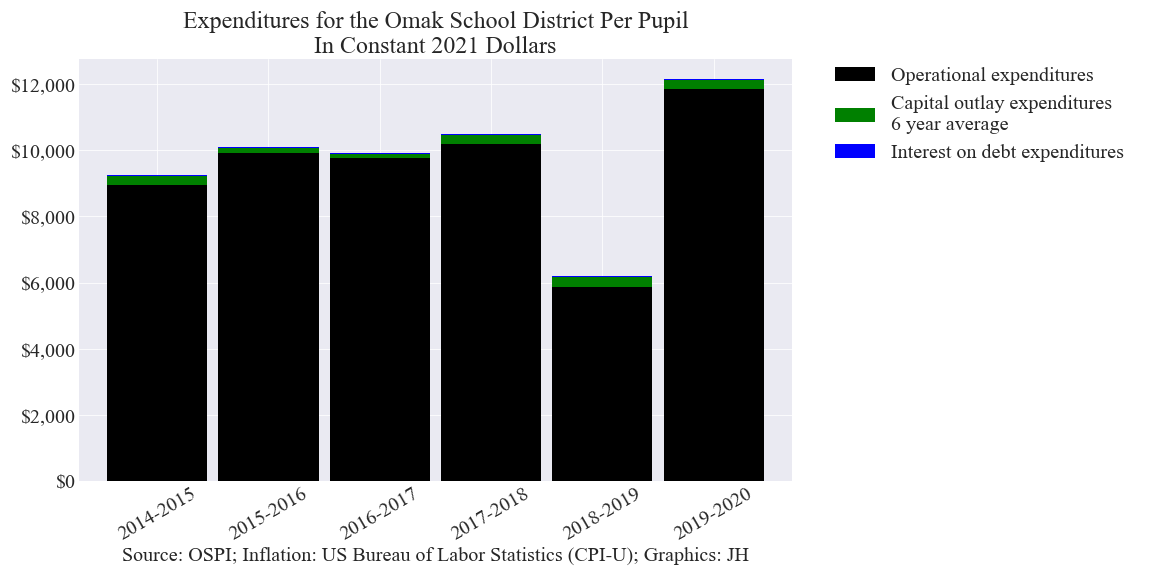 Expenditures for the Omak School District Per Pupil
In Constant 2021 Dollars
$12,000
$10,000
$8,000
$6,000
$4,000
$2,000
$0
2014-2015
2015-2016
2016-2017
2017-2018
2018-2019
2019-2020
Source: OSPI; Inflation: US Bureau of Labor Statistics (CPI-U); Graphics: JH
Operational expenditures
Capital outlay expenditures
6 year average
Interest on debt expenditures